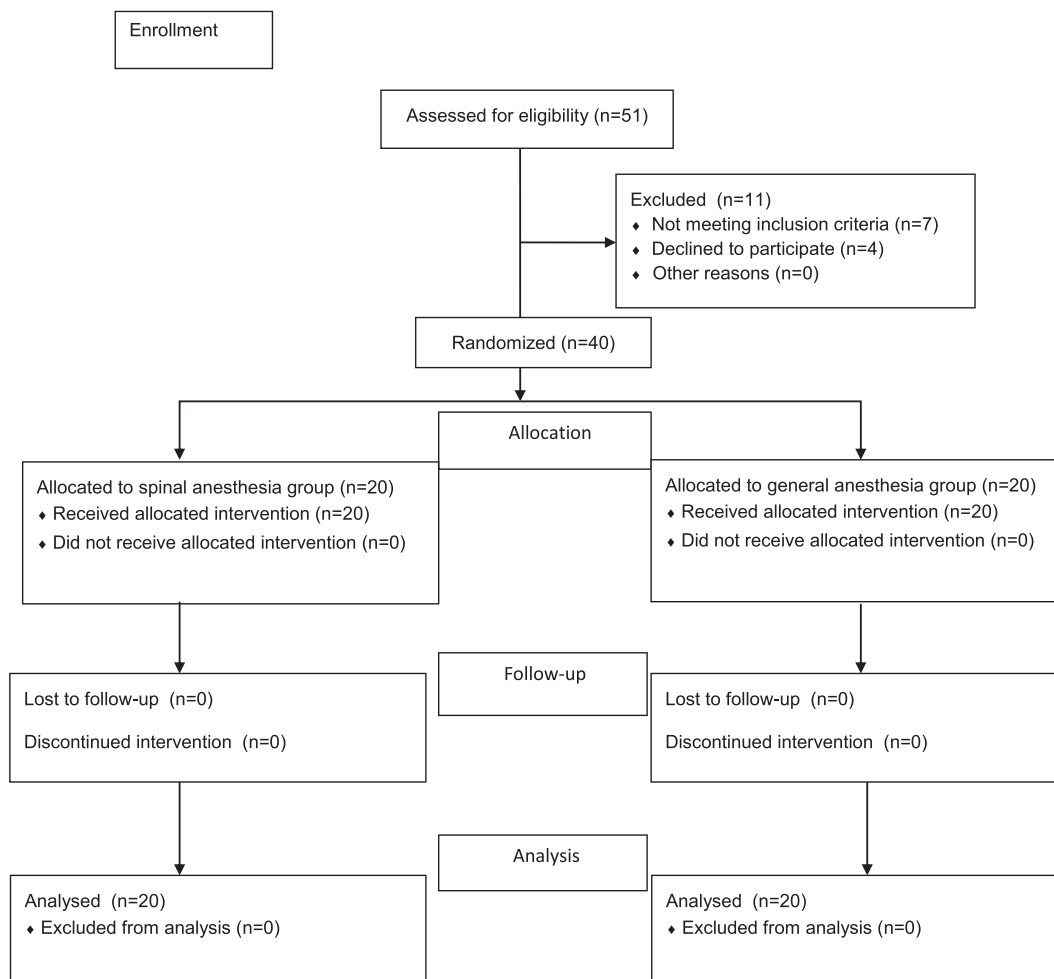 Enrollment
Assessed for eligibility (n=51)
Excluded (n=11)
♦ Not meeting inclusion criteria (n=7)
♦ Declined to participate (n=4)
♦ Other reasons (n=0)
Randomized (n=40)
Allocation
Allocated to spinal anesthesia group (n=20)
♦ Received allocated intervention (n=20)
♦ Did not receive allocated intervention (n=0)
Allocated to general anesthesia group (n=20)
♦ Received allocated intervention (n=20)
♦ Did not receive allocated intervention (n=0)
Follow-up
Lost to follow-up (n=0)
Discontinued intervention (n=0)
Lost to follow-up (n=0)
Discontinued intervention (n=0)
Analysis
Analysed (n=20)
♦ Excluded from analysis (n=0)
Analysed (n=20)
♦ Excluded from analysis (n=0)